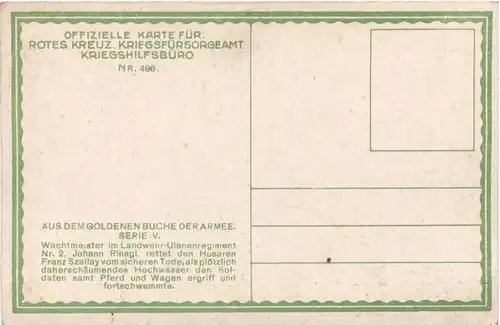 OFFIZIELLE KARTE FÜR:
ROTES KREUZ, KRIEGSFÜRSORGEAMT
KRIEGSHILFSBÜRO
NR. 496.
AUS DEM GOLDENEN BUCHE DER ARMEE.
SERIE V.
Wachtmeister im Landwehr-Ulanenregiment
Nr. 2, Johann Rinagl rettet den Husaren
Franz Szallay vom sicheren Tode, als plötzlich
daherschäumendes Hochwasser den Sol-
daten samt Pferd und Wagen ergriff und
fortschwemmte.